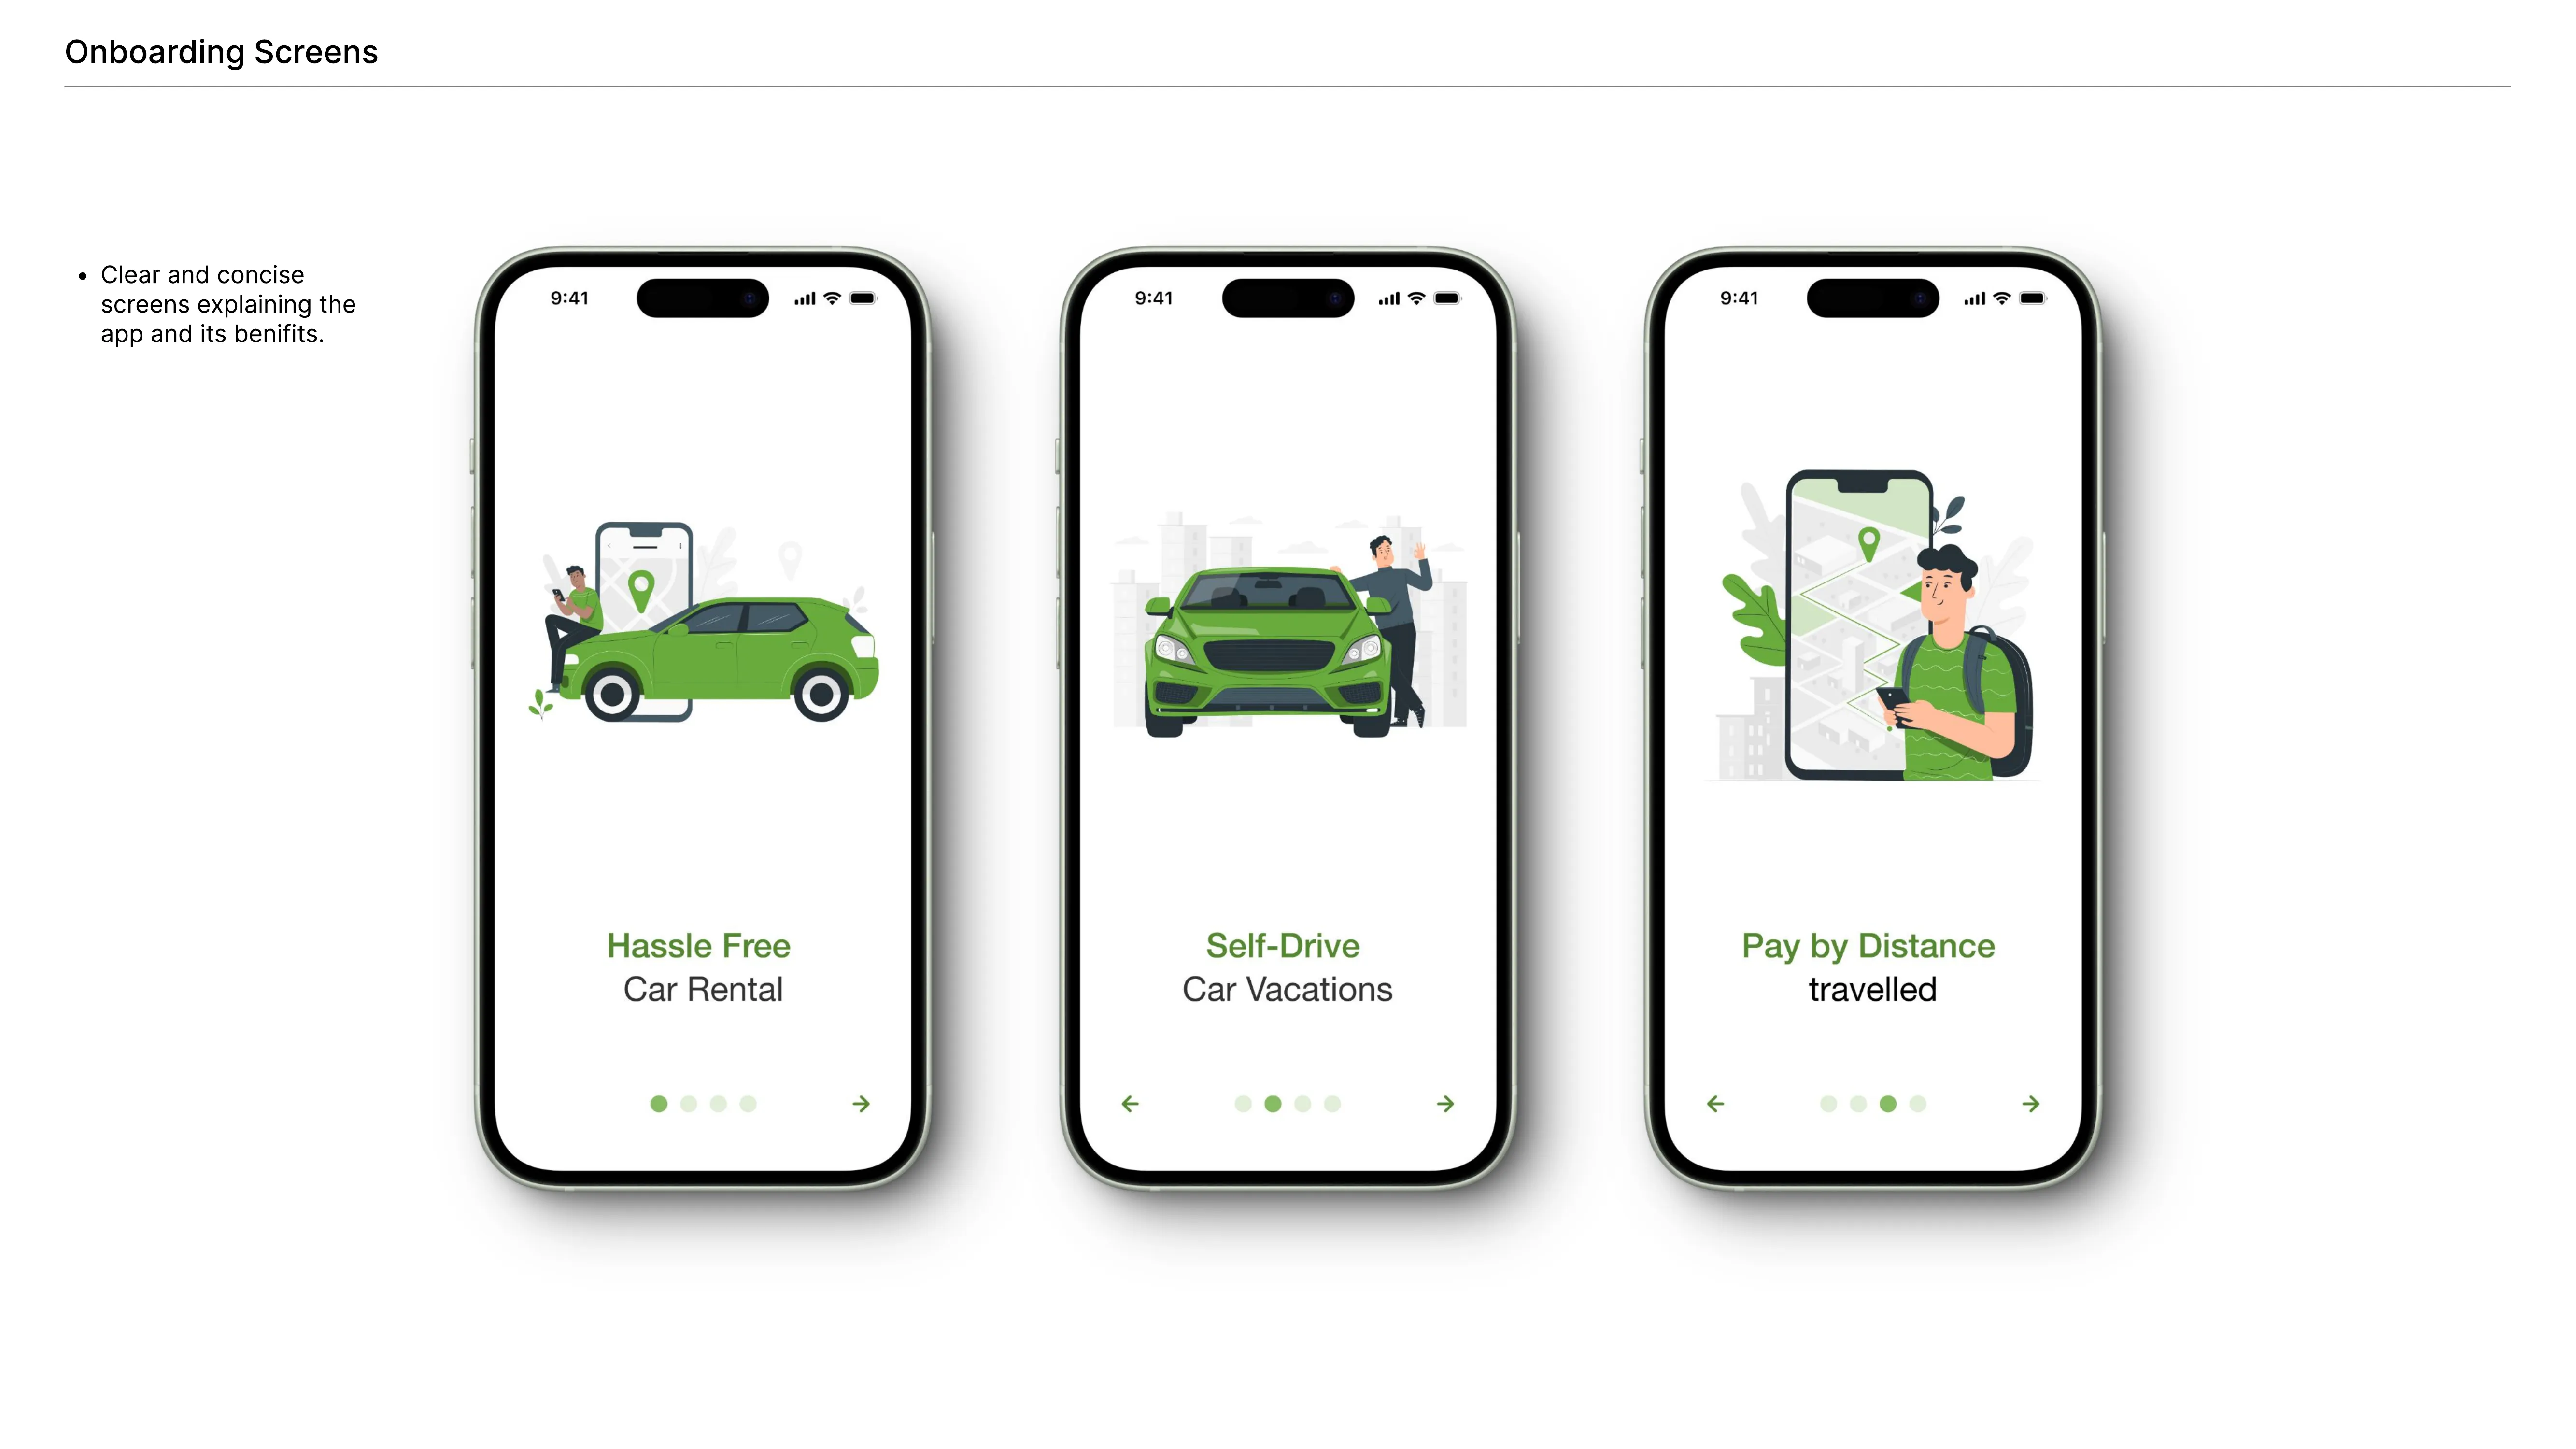 Onboarding Screens
• Clear and concise
screens explaining the
app and its benifits.
9:41
Hassle Free
Car Rental
9:41
Self-Drive
Car Vacations
9:41
Pay by Distance
travelled